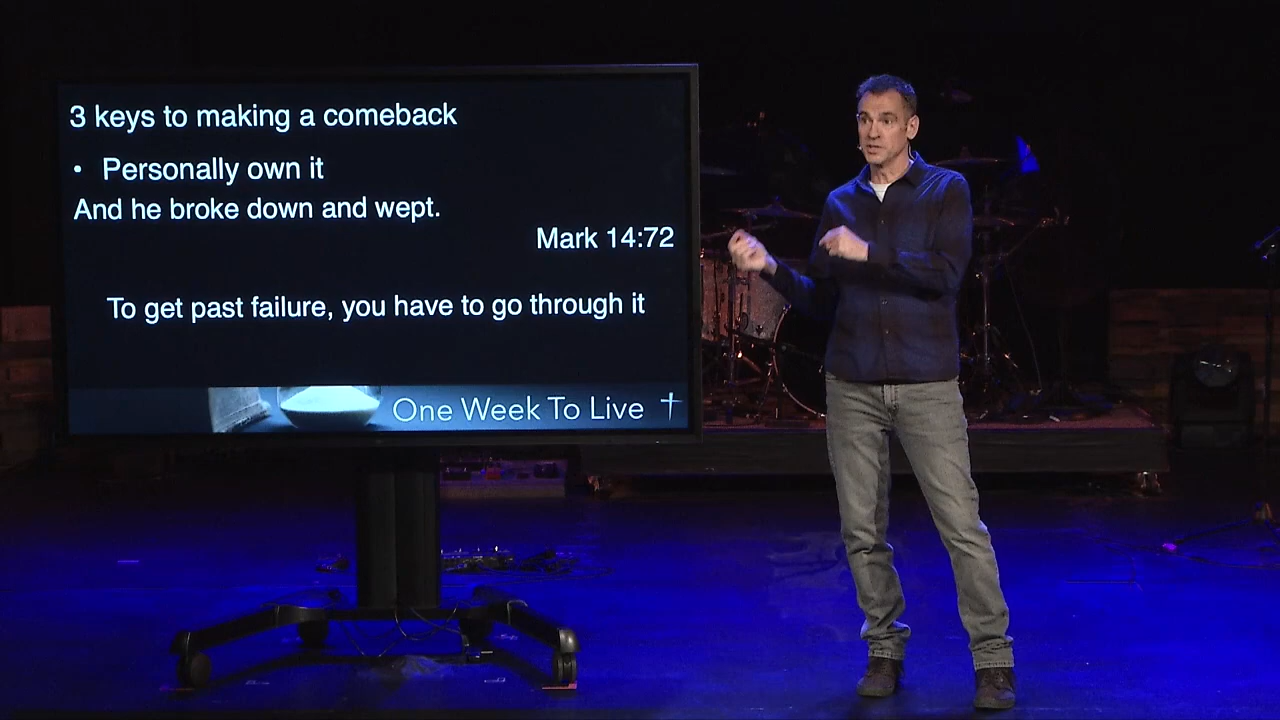 3 keys to making a comeback
• Personally own it
And he broke down and wept.
Mark 14:72
To get past failure, you have to go through it
One Week To Live